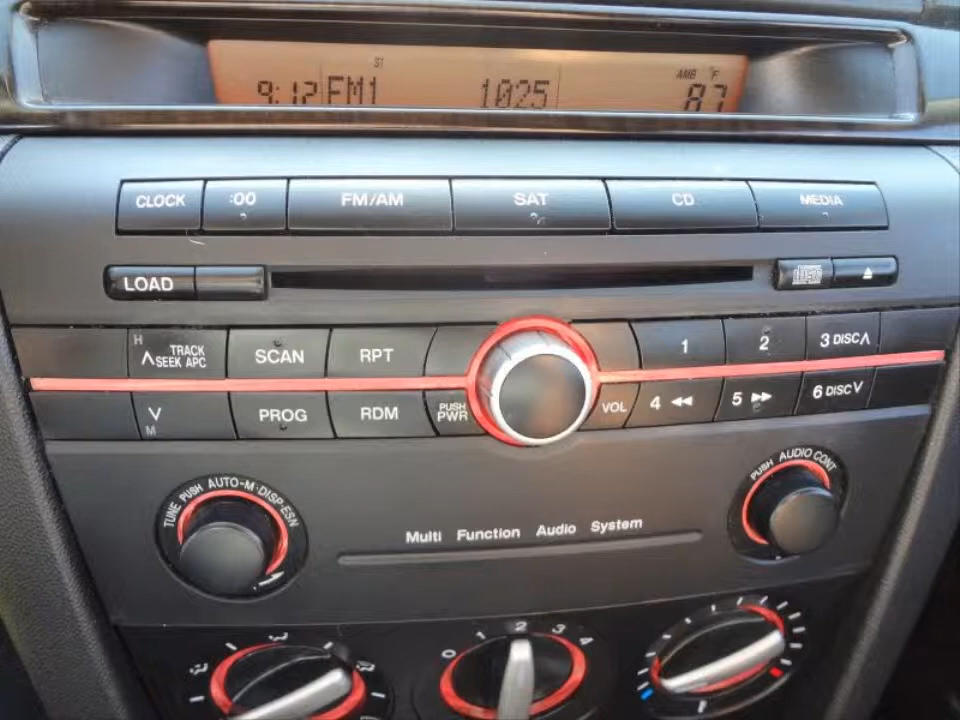 ST
AMB °F
9:12 FM1 1025 87
CLOCK :00 FM/AM SAT CD MEDIA
LOAD
H
∧ TRACK
SEEK APC
SCAN RPT 1 2 3 DISC∧
∨
M
PROG RDM PUSH
PWR
VOL 4 ◀◀ 5 ▶▶ 6 DISC∨
TUNE PUSH AUTO-M·DISP-ESN
PUSH AUDIO CONT
Multi Function Audio System
0 1 2 3 4